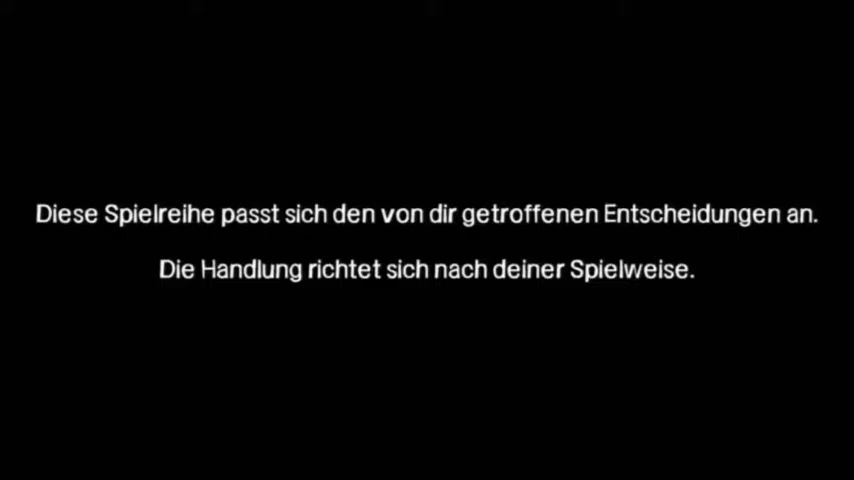 Diese Spielreihe passt sich den von dir getroffenen Entscheidungen an.
Die Handlung richtet sich nach deiner Spielweise.